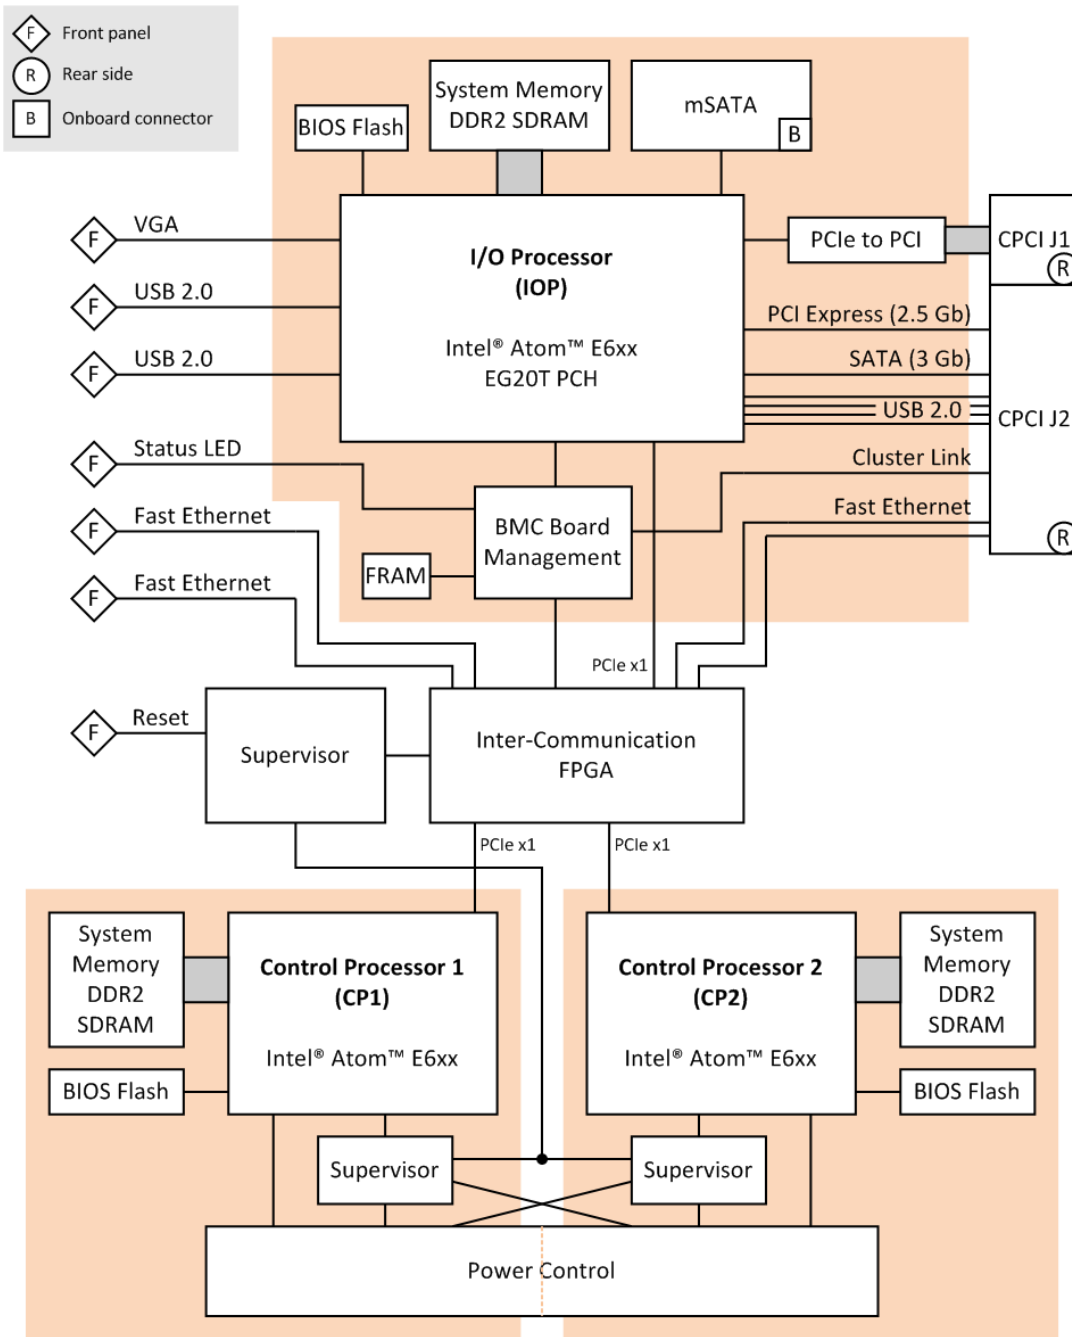 F Front panel
R Rear side
B Onboard connector
BIOS Flash
System Memory
DDR2 SDRAM
mSATA
B
F VGA
F USB 2.0
F USB 2.0
I/O Processor
(IOP)
Intel® Atom™ E6xx
EG20T PCH
PCIe to PCI
CPCI J1
R
PCI Express (2.5 Gb)
SATA (3 Gb)
USB 2.0
CPCI J2
Cluster Link
Fast Ethernet
R
F Status LED
F Fast Ethernet
F Fast Ethernet
BMC Board
Management
FRAM
PCIe x1
F Reset
Supervisor
Inter-Communication
FPGA
PCIe x1
PCIe x1
System
Memory
DDR2
SDRAM
BIOS Flash
Control Processor 1
(CP1)
Intel® Atom™ E6xx
Control Processor 2
(CP2)
Intel® Atom™ E6xx
System
Memory
DDR2
SDRAM
BIOS Flash
Supervisor
Supervisor
Power Control